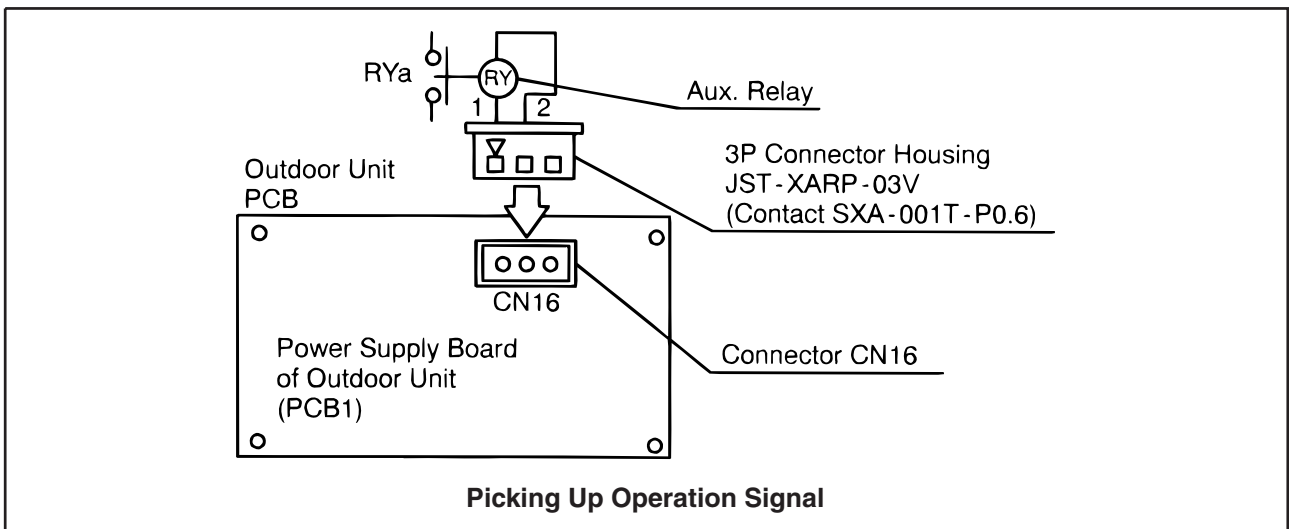 RYa
RY
1 2
Aux. Relay
3P Connector Housing
JST-XARP-03V
(Contact SXA-001T-P0.6)
Outdoor Unit
PCB
CN16
Connector CN16
Power Supply Board
of Outdoor Unit
(PCB1)
Picking Up Operation Signal